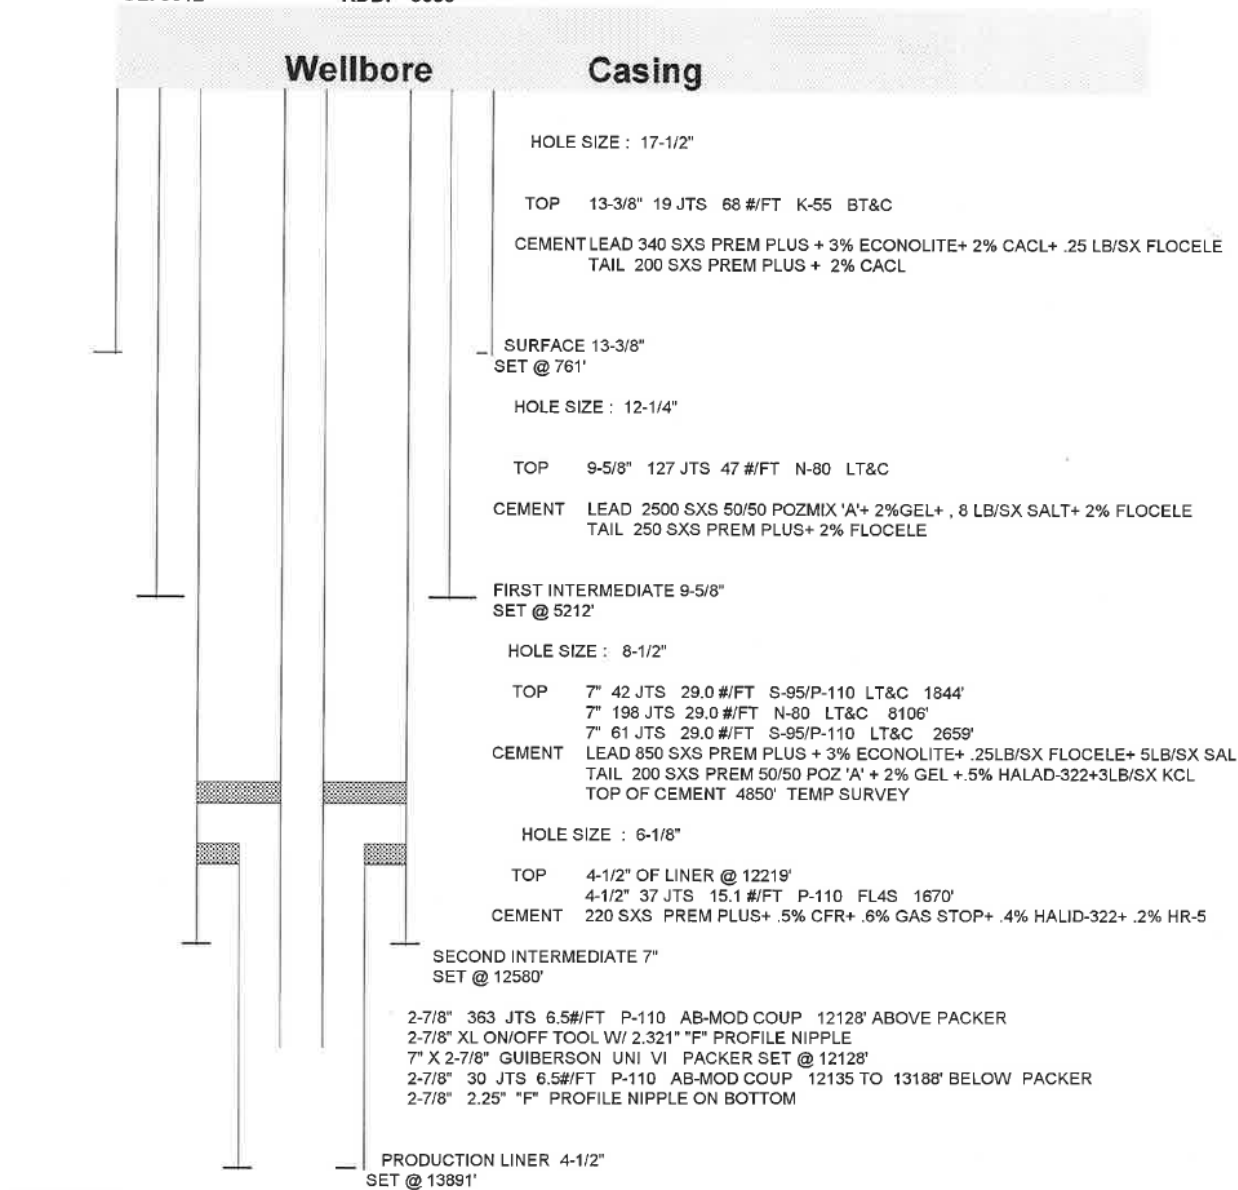 Wellbore Casing
HOLE SIZE : 17-1/2"
TOP 13-3/8" 19 JTS 68 #/FT K-55 BT&C
CEMENT LEAD 340 SXS PREM PLUS + 3% ECONOLITE+ 2% CACL+ .25 LB/SX FLOCELE
TAIL 200 SXS PREM PLUS + 2% CACL
SURFACE 13-3/8"
SET @ 761'
HOLE SIZE : 12-1/4"
TOP 9-5/8" 127 JTS 47 #/FT N-80 LT&C
CEMENT LEAD 2500 SXS 50/50 POZMIX 'A'+ 2%GEL+ , 8 LB/SX SALT+ 2% FLOCELE
TAIL 250 SXS PREM PLUS+ 2% FLOCELE
FIRST INTERMEDIATE 9-5/8"
SET @ 5212'
HOLE SIZE : 8-1/2"
TOP 7" 42 JTS 29.0 #/FT S-95/P-110 LT&C 1844'
7" 198 JTS 29.0 #/FT N-80 LT&C 8106'
7" 61 JTS 29.0 #/FT S-95/P-110 LT&C 2659'
CEMENT LEAD 850 SXS PREM PLUS + 3% ECONOLITE+ .25LB/SX FLOCELE+ 5LB/SX SAL
TAIL 200 SXS PREM 50/50 POZ 'A' + 2% GEL +.5% HALAD-322+3LB/SX KCL
TOP OF CEMENT 4850' TEMP SURVEY
HOLE SIZE : 6-1/8"
TOP 4-1/2" OF LINER @ 12219'
4-1/2" 37 JTS 15.1 #/FT P-110 FL4S 1670'
CEMENT 220 SXS PREM PLUS+ .5% CFR+ .6% GAS STOP+ .4% HALID-322+ .2% HR-5
SECOND INTERMEDIATE 7"
SET @ 12580'
2-7/8" 363 JTS 6.5#/FT P-110 AB-MOD COUP 12128' ABOVE PACKER
2-7/8" XL ON/OFF TOOL W/ 2.321" "F" PROFILE NIPPLE
7" X 2-7/8" GUIBERSON UNI VI PACKER SET @ 12128'
2-7/8" 30 JTS 6.5#/FT P-110 AB-MOD COUP 12135 TO 13188' BELOW PACKER
2-7/8" 2.25" "F" PROFILE NIPPLE ON BOTTOM
PRODUCTION LINER 4-1/2"
SET @ 13891'